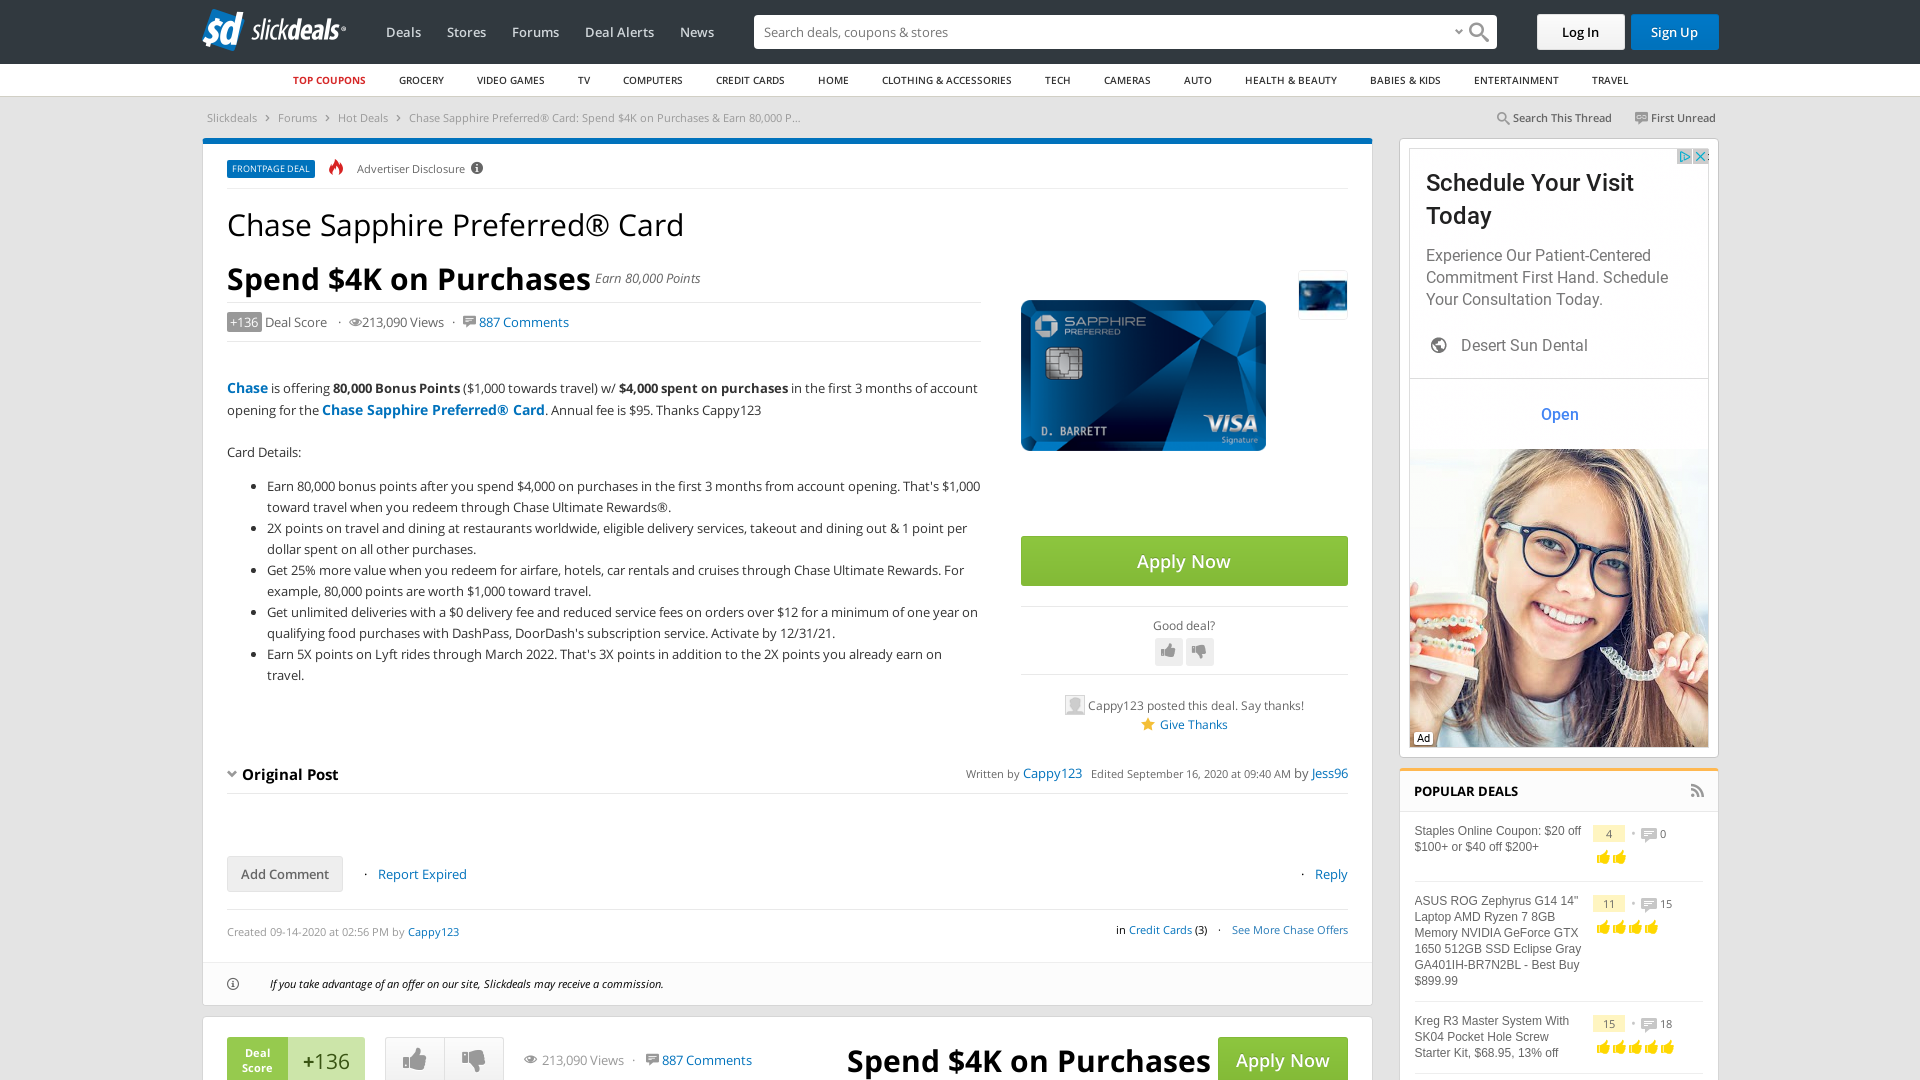 slickdeals
Deals
Stores
Forums
Deal Alerts
News
Search deals, coupons & stores
Log In
Sign Up
TOP COUPONS
GROCERY
VIDEO GAMES
TV
COMPUTERS
CREDIT CARDS
HOME
CLOTHING & ACCESSORIES
TECH
CAMERAS
AUTO
HEALTH & BEAUTY
BABIES & KIDS
ENTERTAINMENT
TRAVEL
Slickdeals > Forums > Hot Deals > Chase Sapphire Preferred® Card: Spend $4K on Purchases & Earn 80,000 P...
Search This Thread
First Unread
FRONTPAGE DEAL
Advertiser Disclosure
Chase Sapphire Preferred® Card
Spend $4K on Purchases Earn 80,000 Points
+136 Deal Score · 213,090 Views · 887 Comments
Chase is offering 80,000 Bonus Points ($1,000 towards travel) w/ $4,000 spent on purchases in the first 3 months of account
opening for the Chase Sapphire Preferred® Card. Annual fee is $95. Thanks Cappy123
Card Details:
• Earn 80,000 bonus points after you spend $4,000 on purchases in the first 3 months from account opening. That's $1,000
toward travel when you redeem through Chase Ultimate Rewards®.
• 2X points on travel and dining at restaurants worldwide, eligible delivery services, takeout and dining out & 1 point per
dollar spent on all other purchases.
• Get 25% more value when you redeem for airfare, hotels, car rentals and cruises through Chase Ultimate Rewards. For
example, 80,000 points are worth $1,000 toward travel.
• Get unlimited deliveries with a $0 delivery fee and reduced service fees on orders over $12 for a minimum of one year on
qualifying food purchases with DashPass, DoorDash's subscription service. Activate by 12/31/21.
• Earn 5X points on Lyft rides through March 2022. That's 3X points in addition to the 2X points you already earn on
travel.
SAPPHIRE
PREFERRED
D. BARRETT
VISA
Signature
Apply Now
Good deal?
Cappy123 posted this deal. Say thanks!
Give Thanks
Original Post
Written by Cappy123 Edited September 16, 2020 at 09:40 AM by Jess96
Add Comment
· Report Expired
· Reply
Created 09-14-2020 at 02:56 PM by Cappy123
in Credit Cards (3) · See More Chase Offers
If you take advantage of an offer on our site, Slickdeals may receive a commission.
Deal
Score
+136
213,090 Views · 887 Comments
Spend $4K on Purchases
Apply Now
Schedule Your Visit
Today
Experience Our Patient-Centered
Commitment First Hand. Schedule
Your Consultation Today.
Desert Sun Dental
Open
Ad
POPULAR DEALS
Staples Online Coupon: $20 off
$100+ or $40 off $200+
4 • 0
ASUS ROG Zephyrus G14 14"
Laptop AMD Ryzen 7 8GB
Memory NVIDIA GeForce GTX
1650 512GB SSD Eclipse Gray
GA401IH-BR7N2BL - Best Buy
$899.99
11 • 15
Kreg R3 Master System With
SK04 Pocket Hole Screw
Starter Kit, $68.95, 13% off
15 • 18